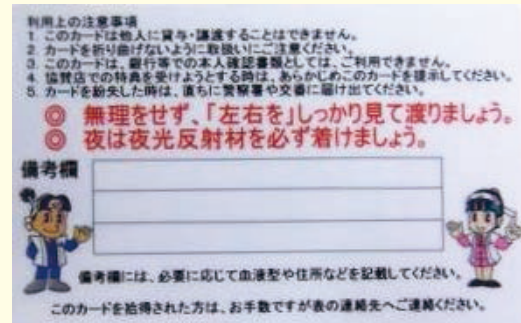 利用上の注意事項
1. このカードは他人に貸与・譲渡することはできません。
2. カードを折り曲げないように取扱いにご注意ください。
3. このカードは、銀行等での本人確認書類としては、ご利用できません。
4. 協賛店での特典を受けようとする時は、あらかじめこのカードを提示してください。
5. カードを紛失した時は、直ちに警察署や交番に届け出てください。
◎ 無理をせず、「左右を」しっかり見て渡りましょう。
◎ 夜は夜光反射材を必ず着けましょう。
備考欄
備考欄には、必要に応じて血液型や住所などを記載してください。
このカードを拾得された方は、お手数ですが表の連絡先へご連絡ください。